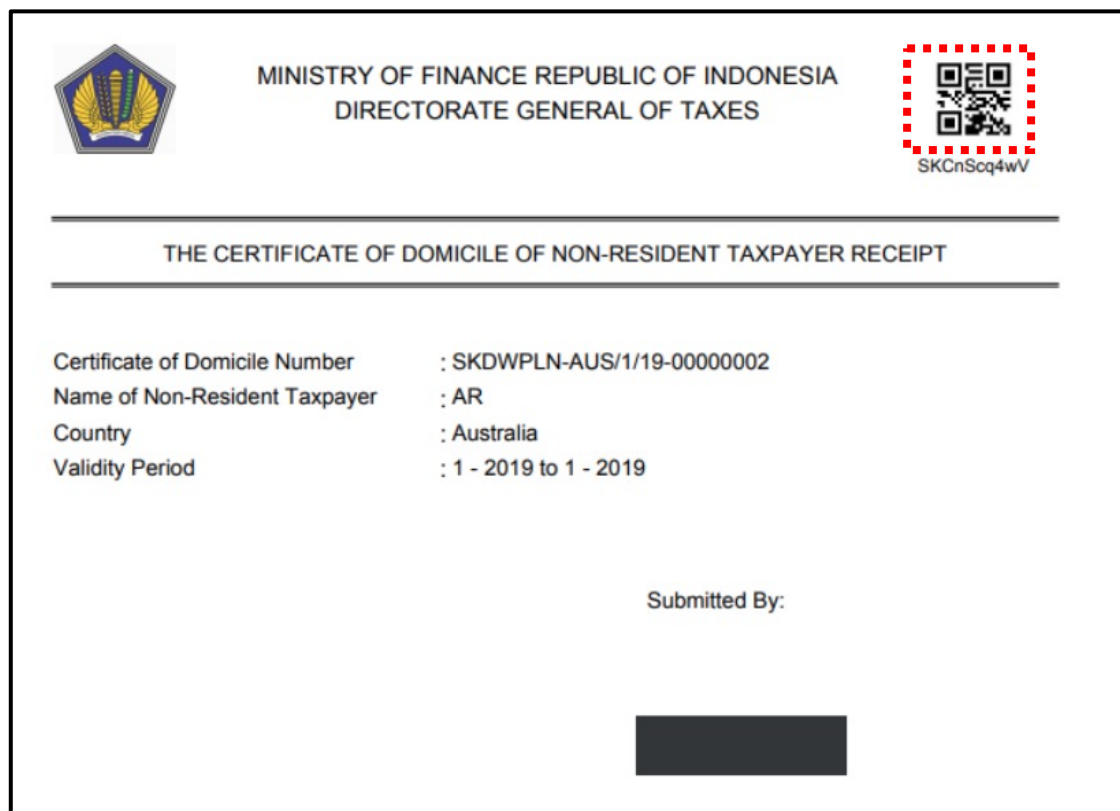 MINISTRY OF FINANCE REPUBLIC OF INDONESIA
DIRECTORATE GENERAL OF TAXES
SKCnScq4wV
THE CERTIFICATE OF DOMICILE OF NON-RESIDENT TAXPAYER RECEIPT
Certificate of Domicile Number : SKDWPLN-AUS/1/19-00000002
Name of Non-Resident Taxpayer : AR
Country : Australia
Validity Period : 1 - 2019 to 1 - 2019
Submitted By: